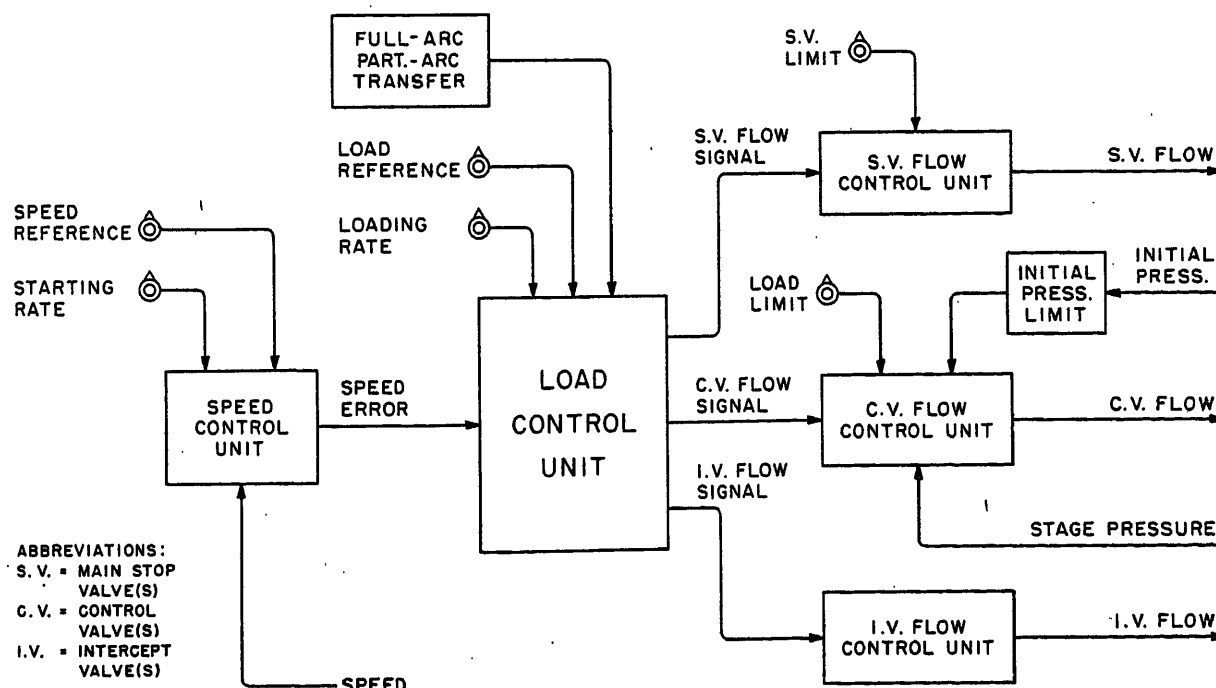 FULL-ARC
PART.-ARC
TRANSFER
S.V.
LIMIT
LOAD
REFERENCE
S.V. FLOW
SIGNAL
S.V. FLOW
CONTROL UNIT
S.V. FLOW
SPEED
REFERENCE
LOADING
RATE
STARTING
RATE
LOAD
LIMIT
INITIAL
PRESS.
LIMIT
INITIAL
PRESS.
SPEED
CONTROL
UNIT
SPEED
ERROR
LOAD
CONTROL
UNIT
C.V. FLOW
SIGNAL
C.V. FLOW
CONTROL UNIT
C.V. FLOW
I.V. FLOW
SIGNAL
STAGE PRESSURE
ABBREVIATIONS:
S.V. = MAIN STOP
VALVE(S)
C.V. = CONTROL
VALVE(S)
I.V. = INTERCEPT
VALVE(S)
I.V. FLOW
CONTROL UNIT
I.V. FLOW
SPEED